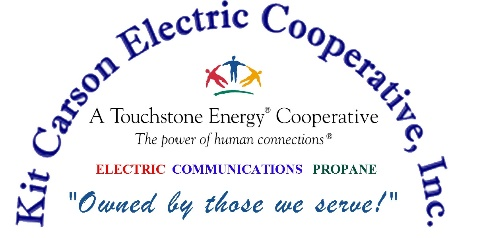 Kit Carson Electric Cooperative, Inc.
A Touchstone Energy® Cooperative
The power of human connections®
ELECTRIC COMMUNICATIONS PROPANE
"Owned by those we serve!"